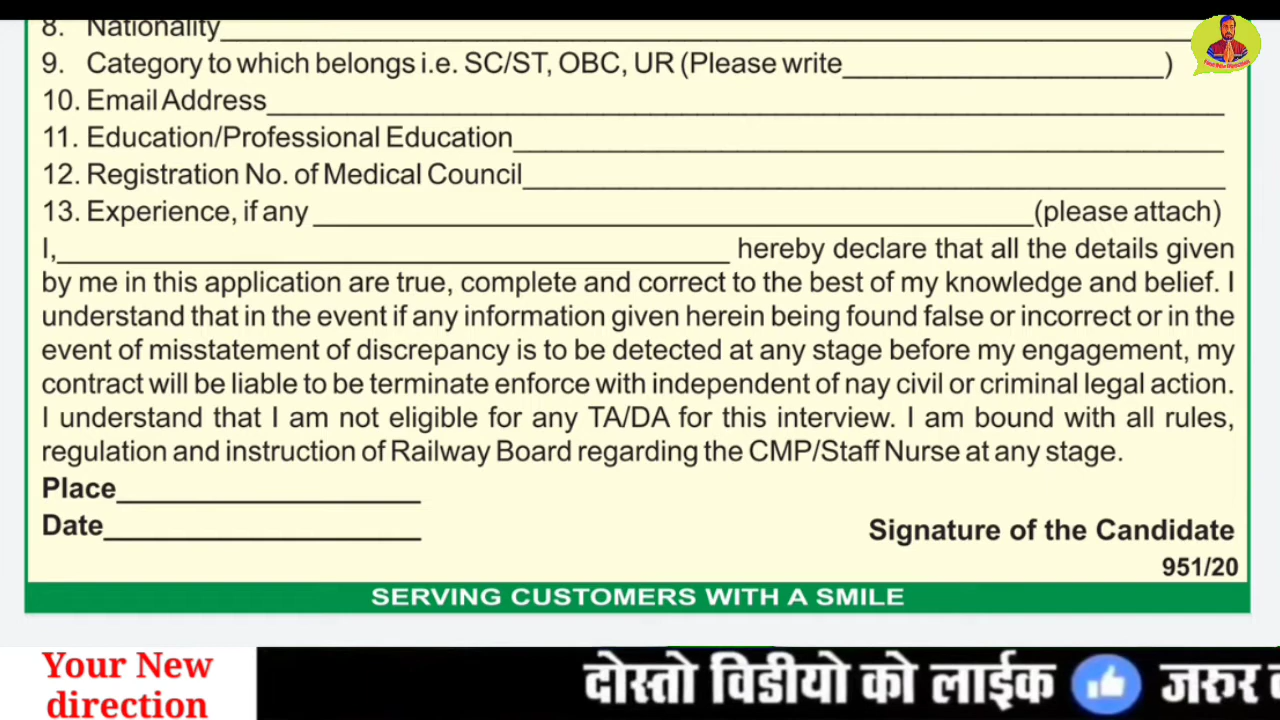 8. Nationality
9. Category to which belongs i.e. SC/ST, OBC, UR (Please write____________________)
10. Email Address
11. Education/Professional Education
12. Registration No. of Medical Council
13. Experience, if any ____________________(please attach)
I,____________________ hereby declare that all the details given
by me in this application are true, complete and correct to the best of my knowledge and belief. I
understand that in the event if any information given herein being found false or incorrect or in the
event of misstatement of discrepancy is to be detected at any stage before my engagement, my
contract will be liable to be terminate enforce with independent of nay civil or criminal legal action.
I understand that I am not eligible for any TA/DA for this interview. I am bound with all rules,
regulation and instruction of Railway Board regarding the CMP/Staff Nurse at any stage.
Place
Date
Signature of the Candidate
951/20
SERVING CUSTOMERS WITH A SMILE
Your New
direction
दोस्तो विडीयो को लाईक जरुर